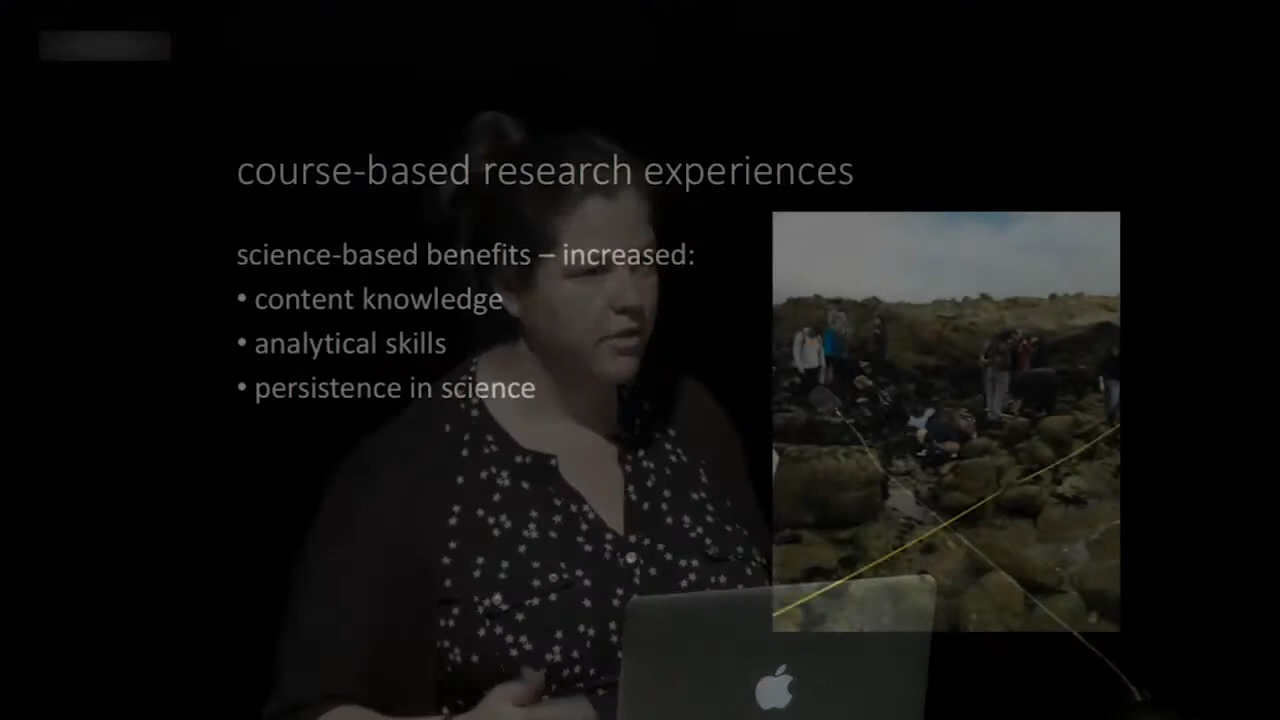 course-based research experiences
science-based benefits – increased:
• content knowledge
• analytical skills
• persistence in science